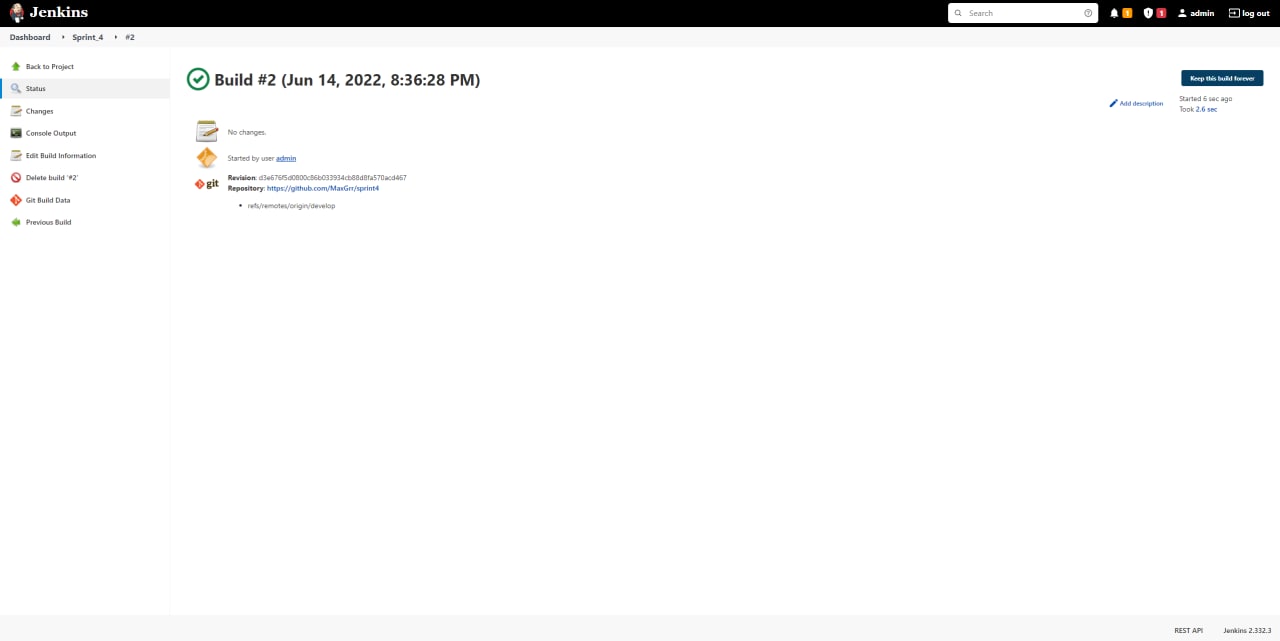 Jenkins
Search
1
1
admin
log out
Dashboard
Sprint_4
#2
Back to Project
Status
Changes
Console Output
Edit Build Information
Delete build '#2'
Git Build Data
Previous Build
Build #2 (Jun 14, 2022, 8:36:28 PM)
Keep this build forever
Add description
Started 6 sec ago
Took 2.6 sec
No changes.
Started by user admin
git
Revision: d3e676f5d0800c86b033934cb88d8fa570acd467
Repository: https://github.com/MaxGrr/sprint4
• refs/remotes/origin/develop
REST API
Jenkins 2.332.3